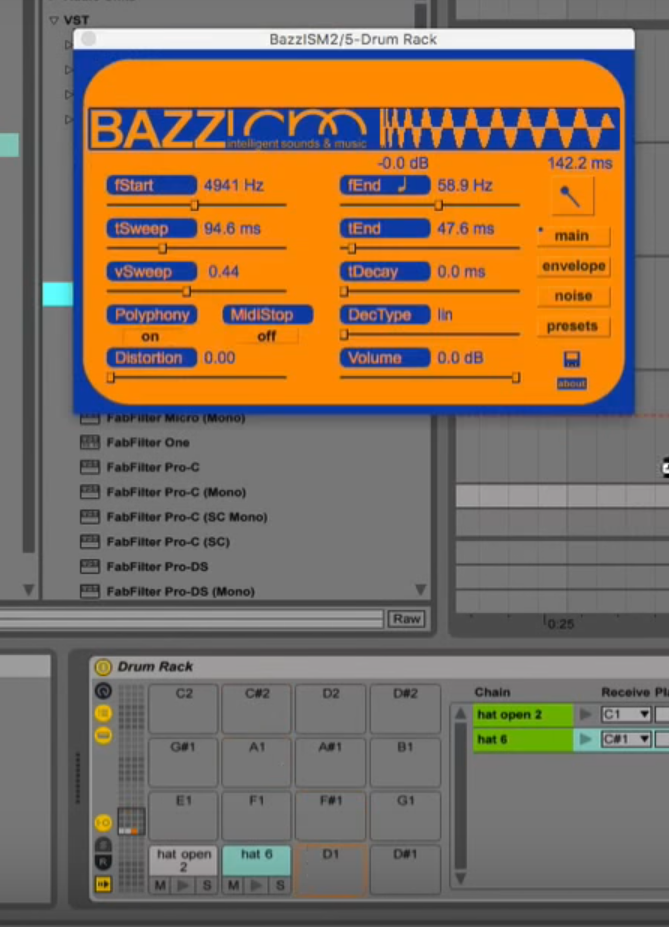 VST
BazzISM2/5-Drum Rack
BAZZISM
intelligent sounds & music
-0.0 dB 142.2 ms
fStart 4941 Hz fEnd 58.9 Hz
tSweep 94.6 ms tEnd 47.6 ms main
vSweep 0.44 tDecay 0.0 ms envelope
Polyphony MidiStop DecType lin noise
on off presets
Distortion 0.00 Volume 0.0 dB
about
FabFilter Micro (Mono)
FabFilter One
FabFilter Pro-C
FabFilter Pro-C (Mono)
FabFilter Pro-C (SC Mono)
FabFilter Pro-C (SC)
FabFilter Pro-DS
FabFilter Pro-DS (Mono)
Raw
0:25
Drum Rack
C2 C#2 D2 D#2 Chain Receive Pl
hat open 2 C1
G#1 A1 A#1 B1 hat 6 C#1
E1 F1 F#1 G1
hat open
2 hat 6 D1 D#1
M S M S